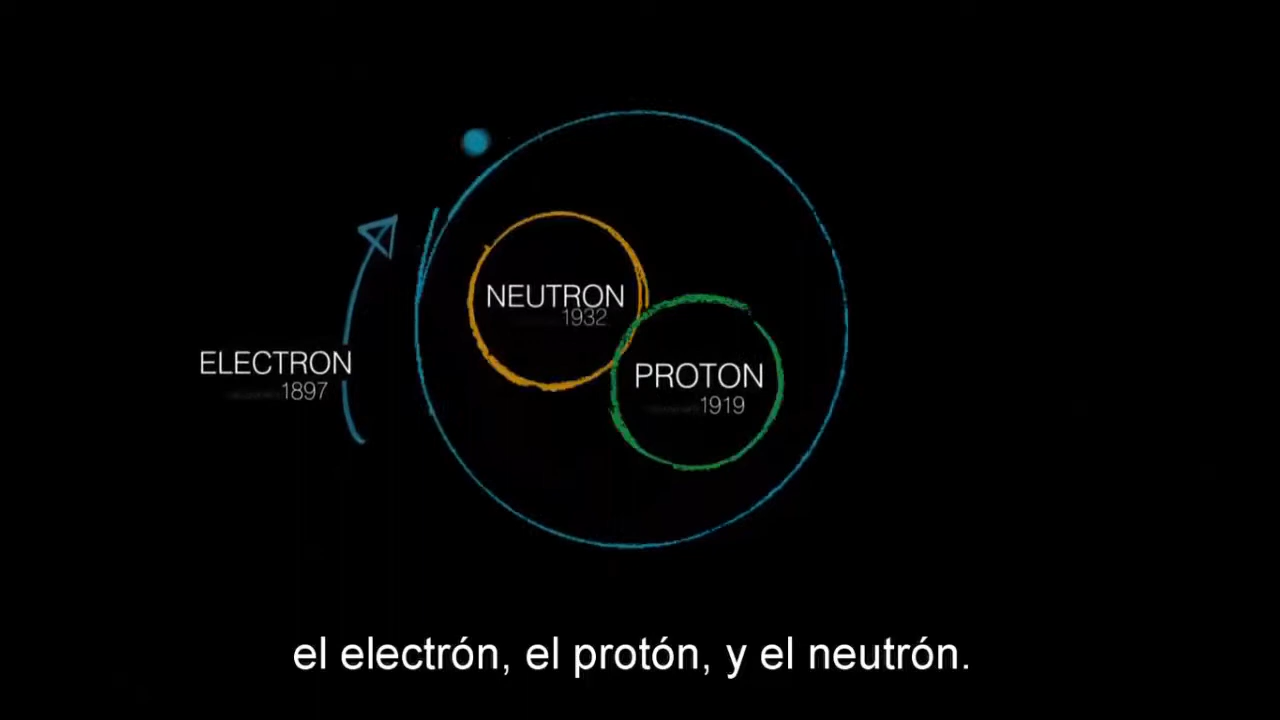 NEUTRON
1932
ELECTRON
1897
PROTON
1919
el electrón, el protón, y el neutrón.